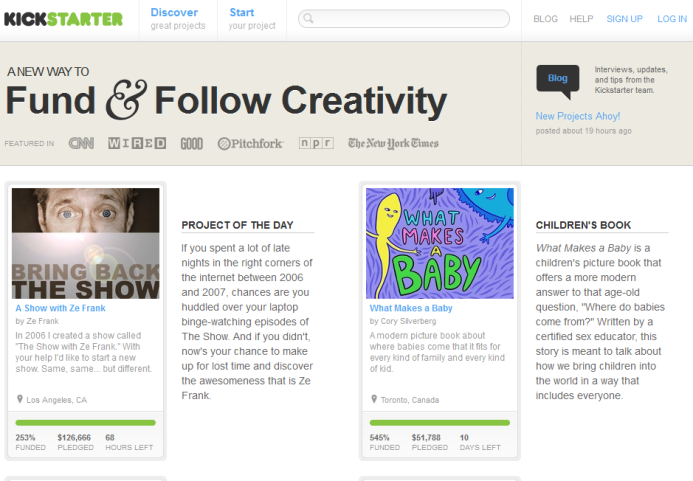 KICKSTARTER
Discover
great projects
Start
your project
BLOG HELP SIGN UP LOG IN
A NEW WAY TO
Fund & Follow Creativity
FEATURED IN CNN WIRED GOOD Pitchfork npr The New York Times
Blog
Interviews, updates,
and tips from the
Kickstarter team.
New Projects Ahoy!
posted about 19 hours ago
BRING BACK
THE SHOW
A Show with Ze Frank
by Ze Frank
In 2006 I created a show called
"The Show with Ze Frank." With
your help I'd like to start a new
show. Same, same... but different.
Los Angeles, CA
253% $126,666 68
FUNDED PLEDGED HOURS LEFT
PROJECT OF THE DAY
If you spent a lot of late
nights in the right corners of
the internet between 2006
and 2007, chances are you
huddled over your laptop
binge-watching episodes of
The Show. And if you didn't,
now's your chance to make
up for lost time and discover
the awesomeness that is Ze
Frank.
WHAT
MAKES
A
BABY
What Makes a Baby
by Cory Silverberg
A modern picture book about
where babies come that it fits for
every kind of family and every kind
of kid.
Toronto, Canada
545% $51,788 10
FUNDED PLEDGED DAYS LEFT
CHILDREN'S BOOK
What Makes a Baby is a
children's picture book that
offers a more modern
answer to that age-old
question, "Where do babies
come from?" Written by a
certified sex educator, this
story is meant to talk about
how we bring children into
the world in a way that
includes everyone.